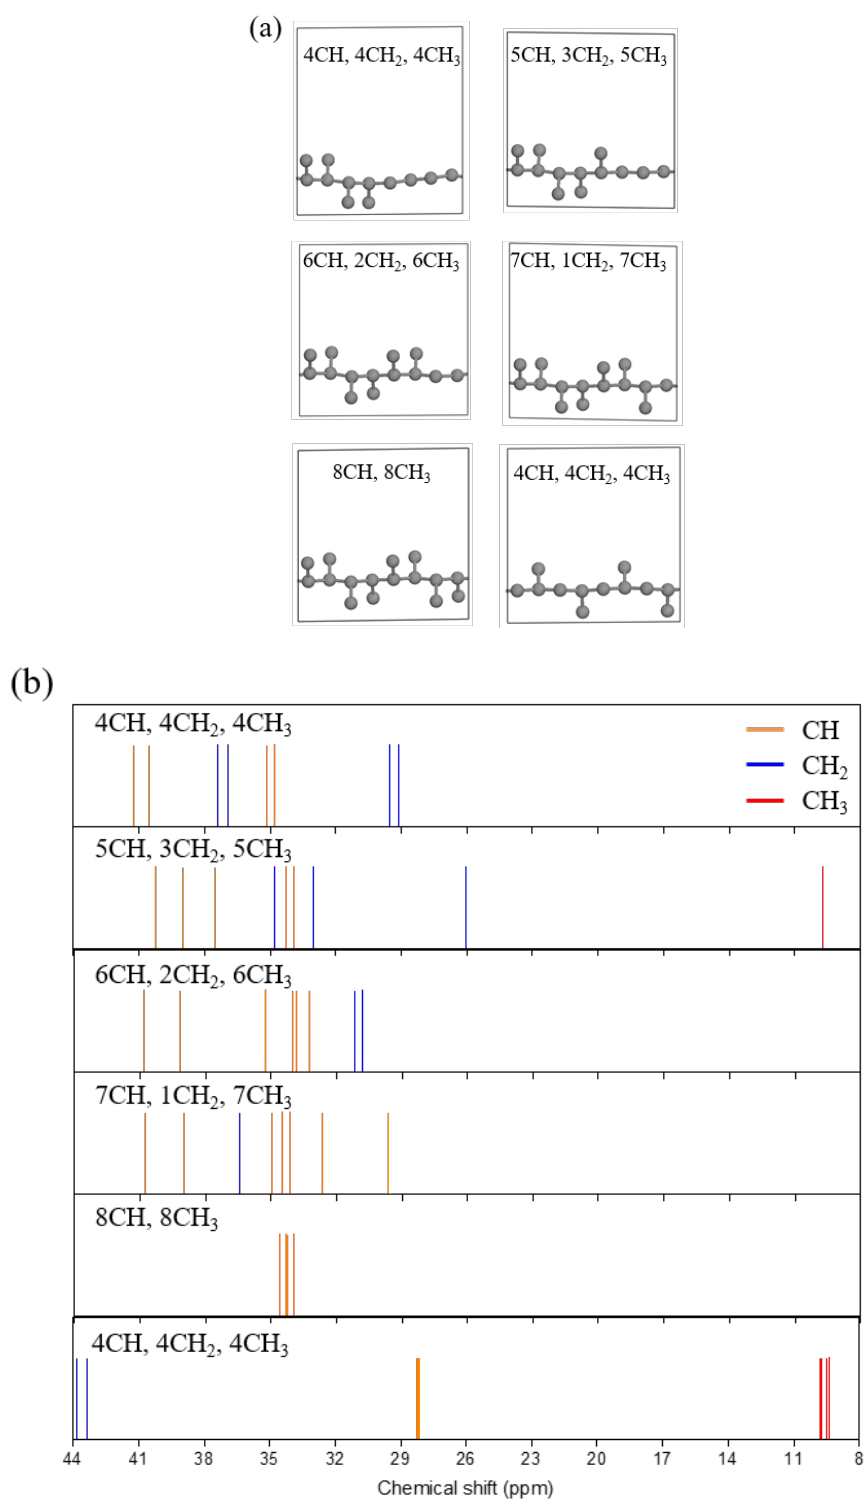 (a)
4CH, 4CH₂, 4CH₃
5CH, 3CH₂, 5CH₃
6CH, 2CH₂, 6CH₃
7CH, 1CH₂, 7CH₃
8CH, 8CH₃
4CH, 4CH₂, 4CH₃
(b)
4CH, 4CH₂, 4CH₃
CH
CH₂
CH₃
5CH, 3CH₂, 5CH₃
6CH, 2CH₂, 6CH₃
7CH, 1CH₂, 7CH₃
8CH, 8CH₃
4CH, 4CH₂, 4CH₃
44 41 38 35 32 29 26 23 20 17 14 11 8
Chemical shift (ppm)